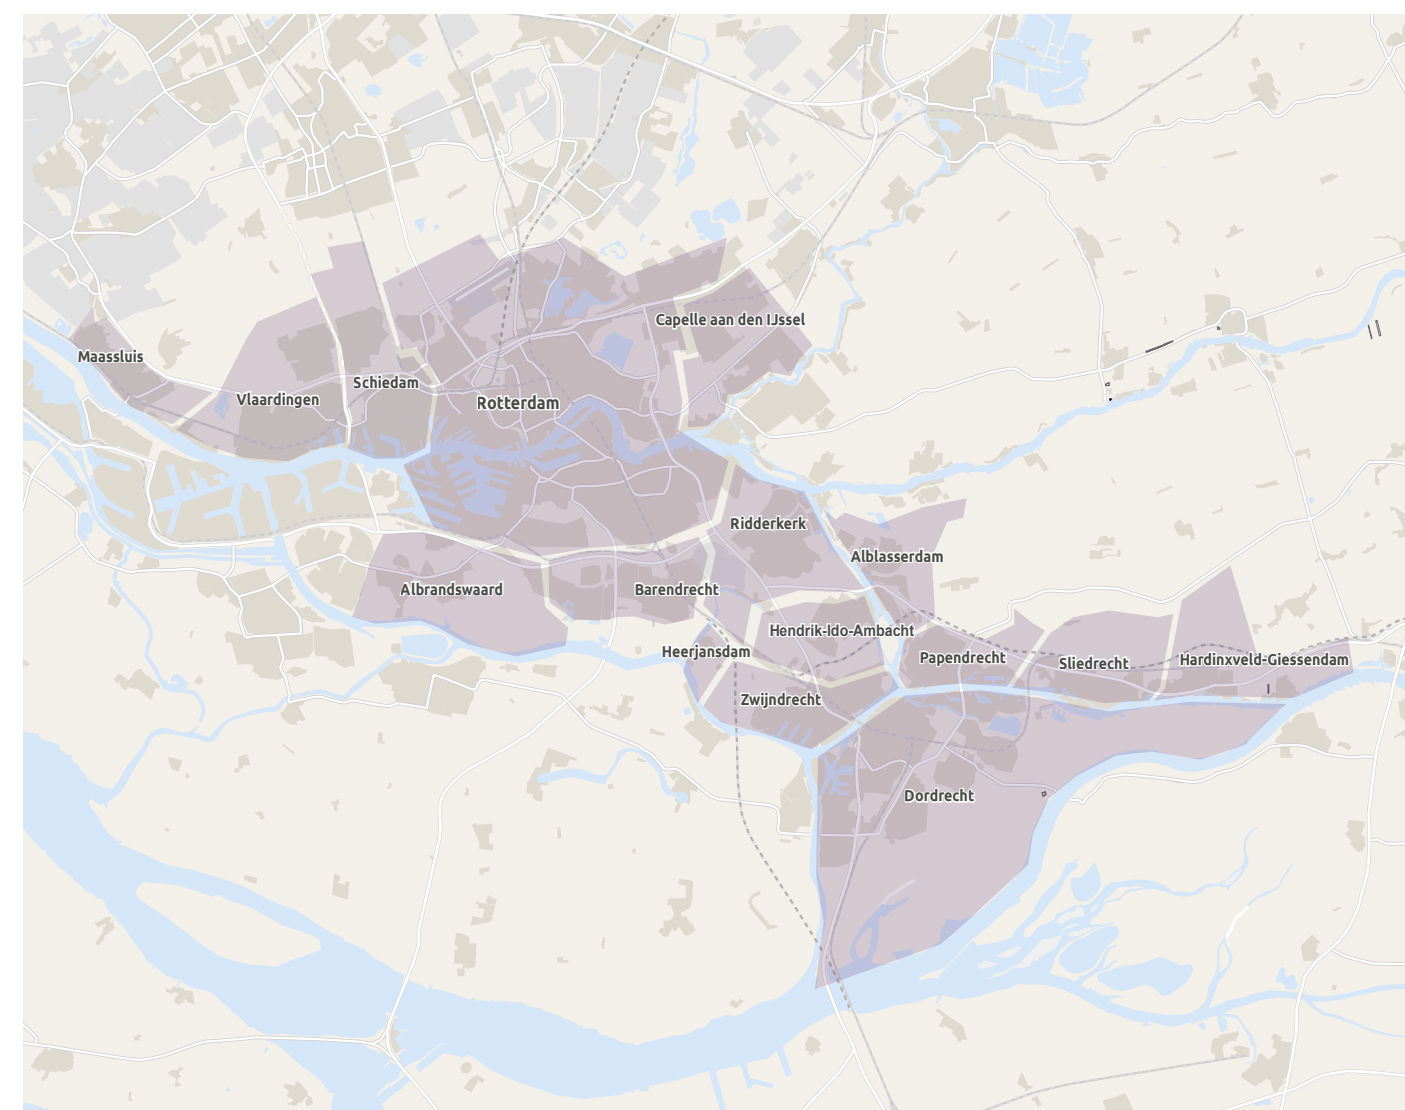 Capelle aan den IJssel
Maassluis
Schiedam
Vlaardingen
Rotterdam
Ridderkerk
Alblasserdam
Albrandswaard
Barendrecht
Hendrik-Ido-Ambacht
Heerjansdam
Papendrecht
Sliedrecht
Hardinxveld-Giessendam
Zwijndrecht
Dordrecht